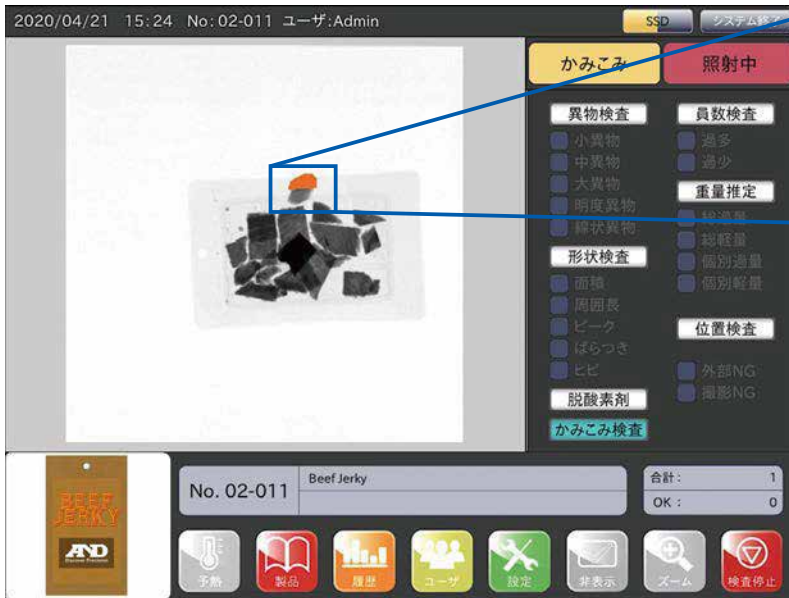 2020/04/21 15:24 No:02-011 ユーザ:Admin
SSD
システム終了
かみこみ
照射中
異物検査
小異物
中異物
大異物
明度異物
線状異物
形状検査
面積
周囲長
ピーク
ばらつき
ヒビ
脱酸素剤
かみこみ検査
員数検査
過多
過少
重量推定
総過量
総軽量
個別過量
個別軽量
位置検査
外部NG
撮影NG
BEEF
JERKY
AND
No. 02-011
Beef Jerky
合計: 1
OK : 0
予熱
製品
履歴
ユーザ
設定
非表示
ズーム
検査停止